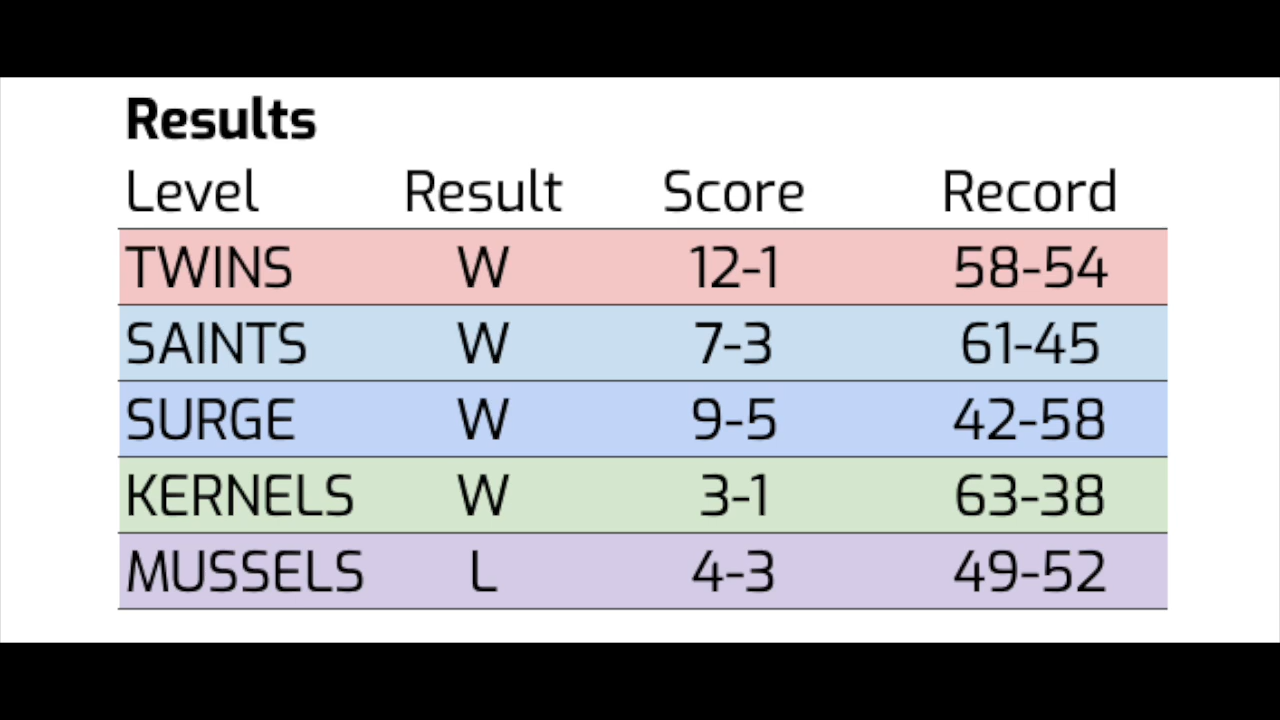 Results
Level Result Score Record
TWINS W 12-1 58-54
SAINTS W 7-3 61-45
SURGE W 9-5 42-58
KERNELS W 3-1 63-38
MUSSELS L 4-3 49-52